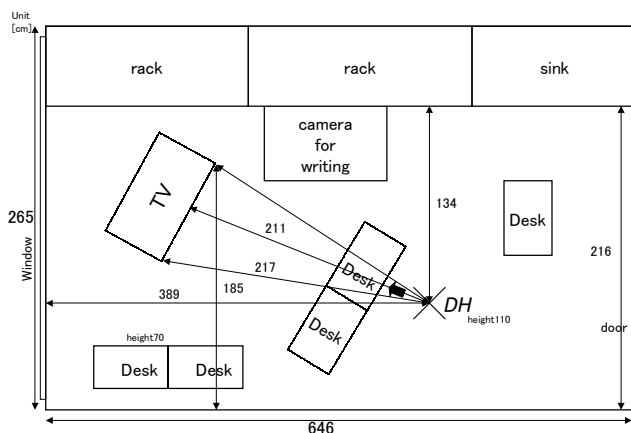 Unit
[cm]
rack
rack
sink
camera
for
writing
TV
134
Desk
265
Window
211
216
217
Desk
389
185
DH
height110
Desk
door
height70
Desk
Desk
646